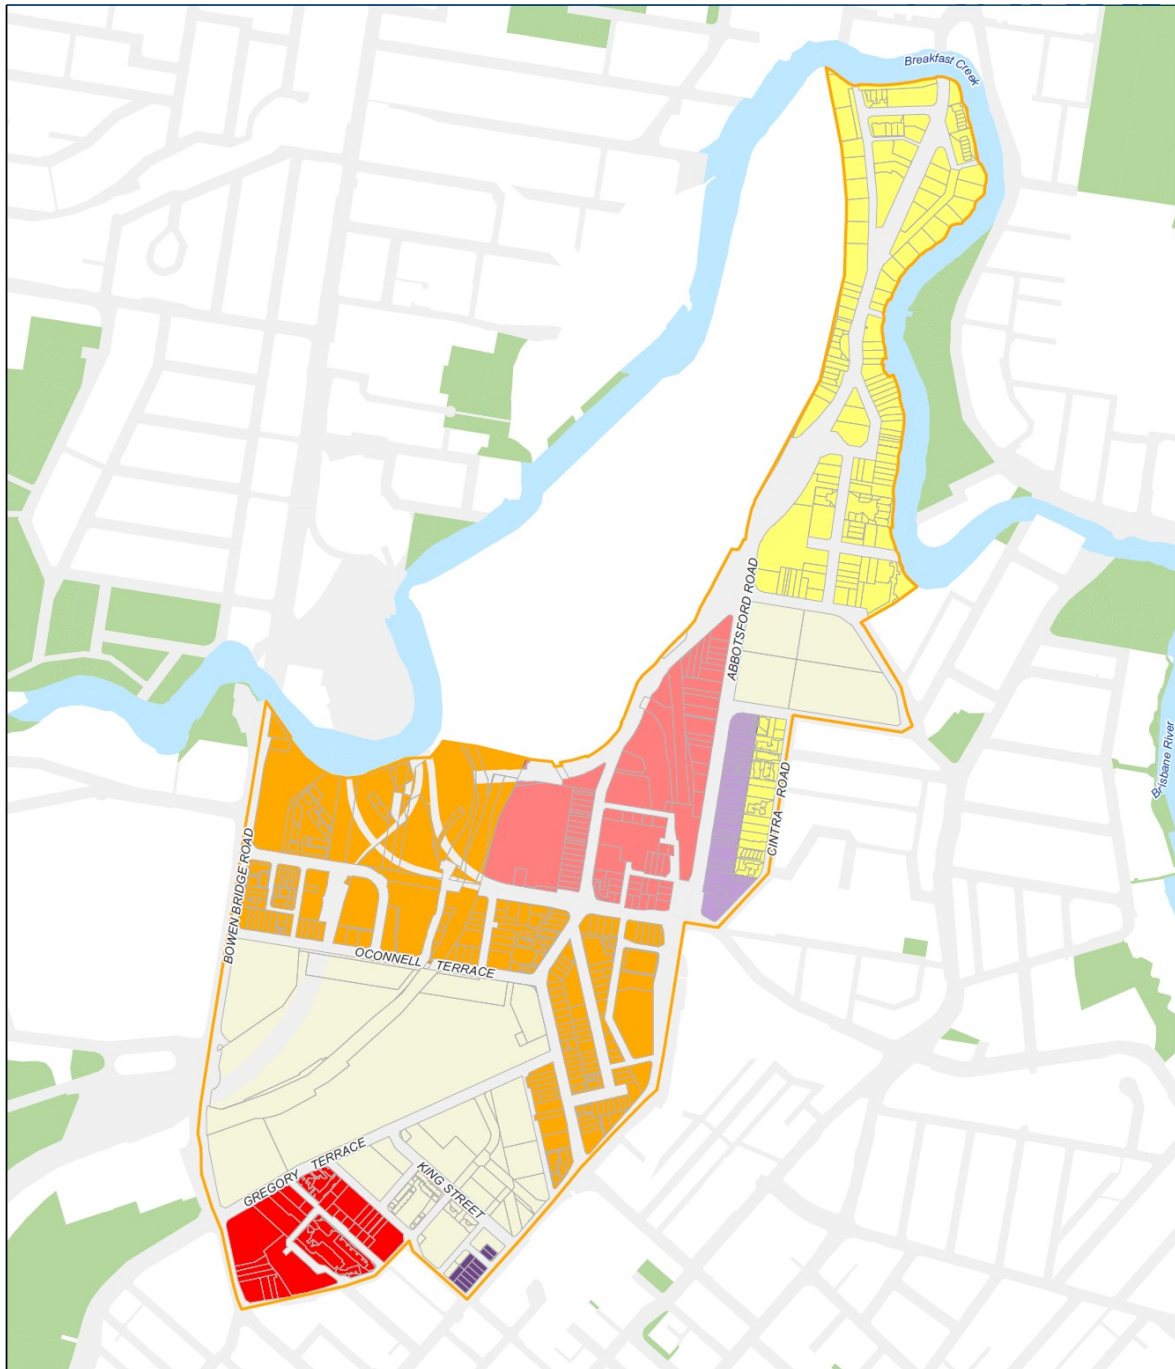 Breakfast Creek
ABBOTSFORD ROAD
Brisbane River
CINTRA ROAD
BOWEN BRIDGE ROAD
OCONNELL TERRACE
GREGORY TERRACE
KING STREET